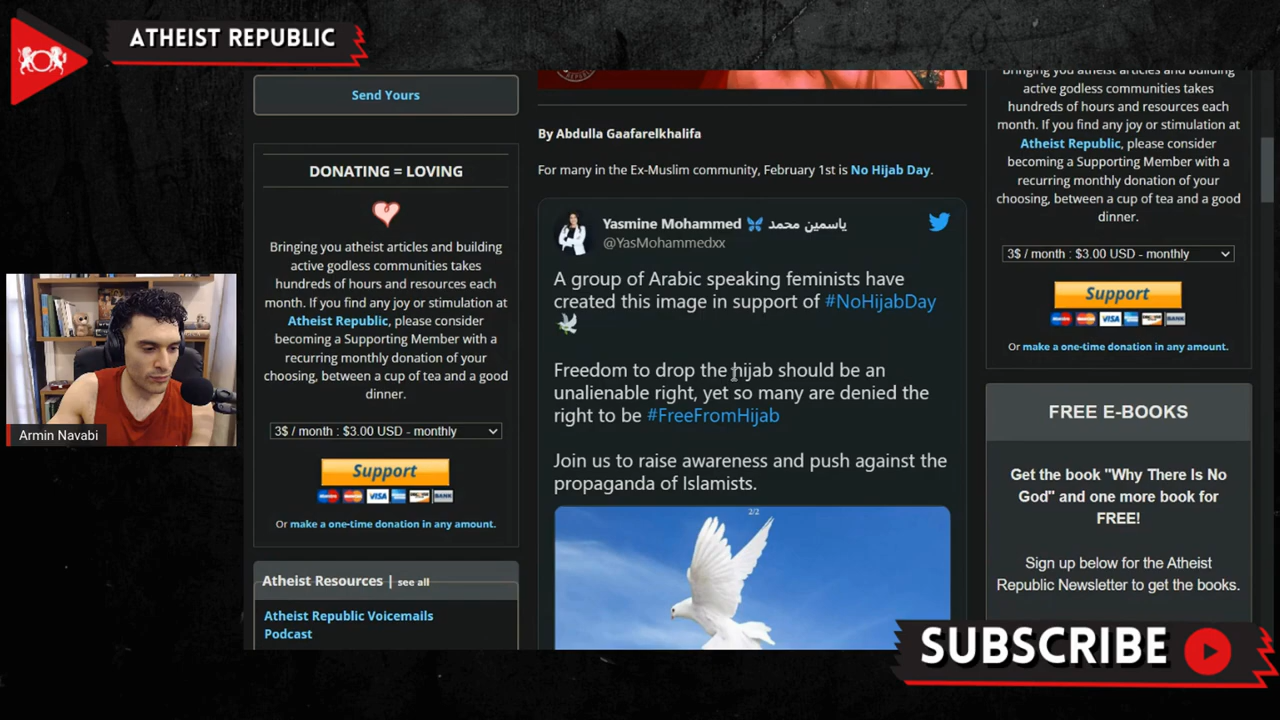 ATHEIST REPUBLIC
Send Yours
DONATING = LOVING
Bringing you atheist articles and building
active godless communities takes
hundreds of hours and resources each
month. If you find any joy or stimulation at
Atheist Republic, please consider
becoming a Supporting Member with a
recurring monthly donation of your
choosing, between a cup of tea and a good
dinner.
3$ / month : $3.00 USD - monthly
Support
VISA
BANK
Or make a one-time donation in any amount.
Atheist Resources | see all
Atheist Republic Voicemails
Podcast
Armin Navabi
By Abdulla Gaafarelkhalifa
For many in the Ex-Muslim community, February 1st is No Hijab Day.
Yasmine Mohammed 🦋 ياسمين محمد
@YasMohammedxx
A group of Arabic speaking feminists have
created this image in support of #NoHijabDay
🕊
Freedom to drop the hijab should be an
unalienable right, yet so many are denied the
right to be #FreeFromHijab
Join us to raise awareness and push against the
propaganda of Islamists.
2/2
Bringing you atheist articles and building
active godless communities takes
hundreds of hours and resources each
month. If you find any joy or stimulation at
Atheist Republic, please consider
becoming a Supporting Member with a
recurring monthly donation of your
choosing, between a cup of tea and a good
dinner.
3$ / month : $3.00 USD - monthly
Support
VISA
BANK
Or make a one-time donation in any amount.
FREE E-BOOKS
Get the book "Why There Is No
God" and one more book for
FREE!
Sign up below for the Atheist
Republic Newsletter to get the books.
SUBSCRIBE